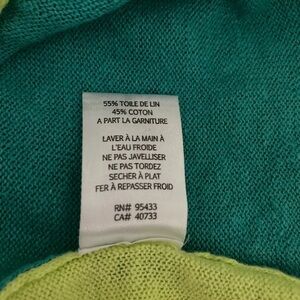 55% TOILE DE LIN
45% COTON
A PART LA GARNITURE
LAVER À LA MAIN À
L'EAU FROIDE
NE PAS JAVELLISER
NE PAS TORDEZ
SECHER À PLAT
FER À REPASSER FROID
RN# 95433
CA# 40733